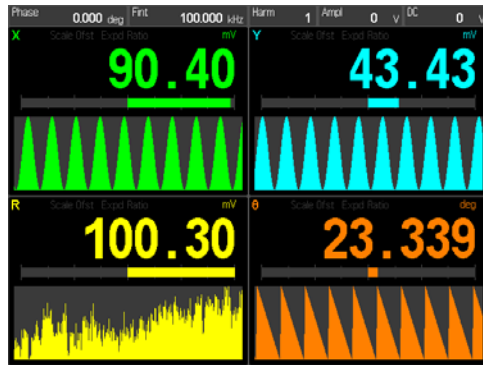 Phase 0.000 deg Fint 100.000 kHz Harm 1 Ampl 0 V DC 0 V
X Scale Ofst Expd Ratio mV
90.40
Y Scale Ofst Expd Ratio mV
43.43
R Scale Ofst Expd Ratio mV
100.30
θ Scale Ofst Expd Ratio deg
23.339